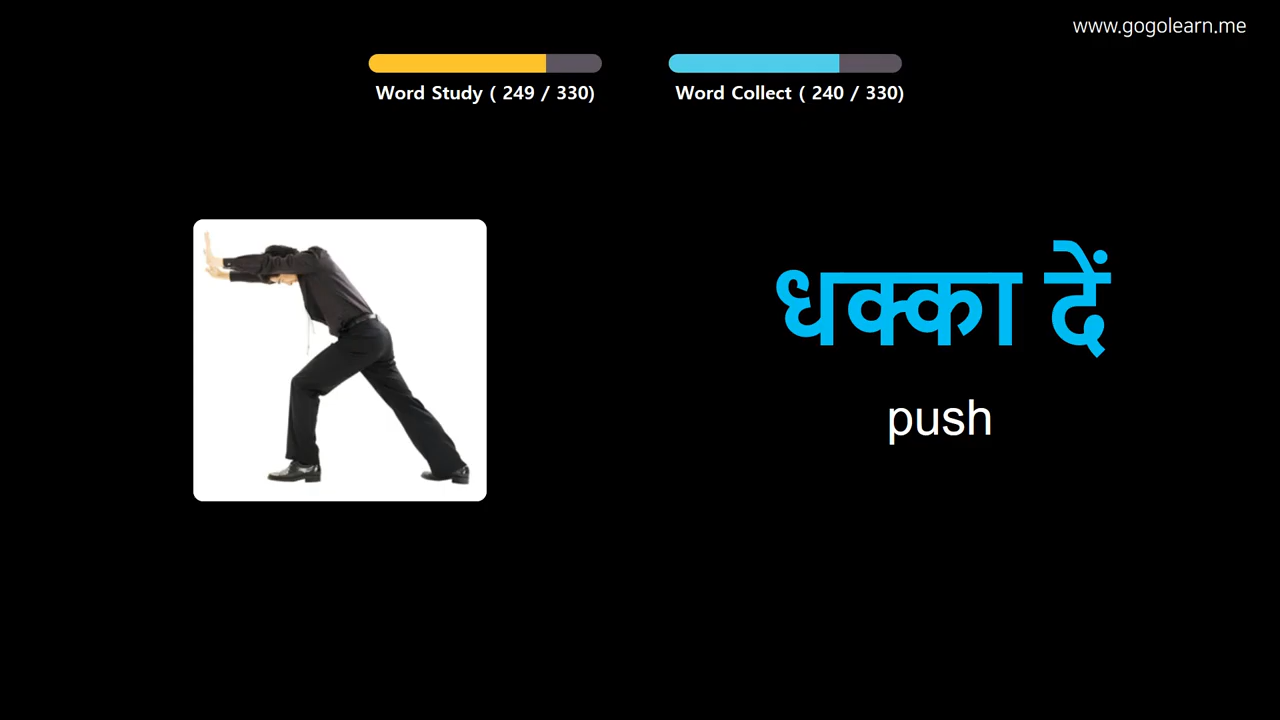 www.gogolearn.me
Word Study ( 249 / 330)
Word Collect ( 240 / 330)
धक्का दें
push